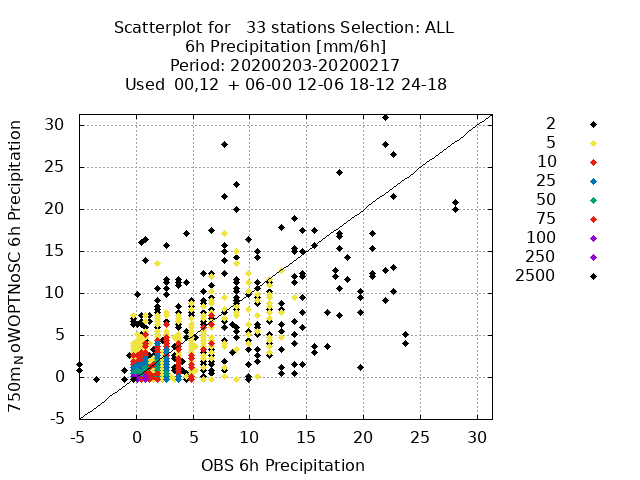 Scatterplot for   33 stations Selection: ALL
6h Precipitation [mm/6h]
Period: 20200203-20200217
Used  00,12  + 06-00 12-06 18-12 24-18
750m_NoWOPTNoSC 6h Precipitation
30
25
20
15
10
5
0
-5
-5 0 5 10 15 20 25 30
OBS 6h Precipitation
2
5
10
25
50
75
100
250
2500